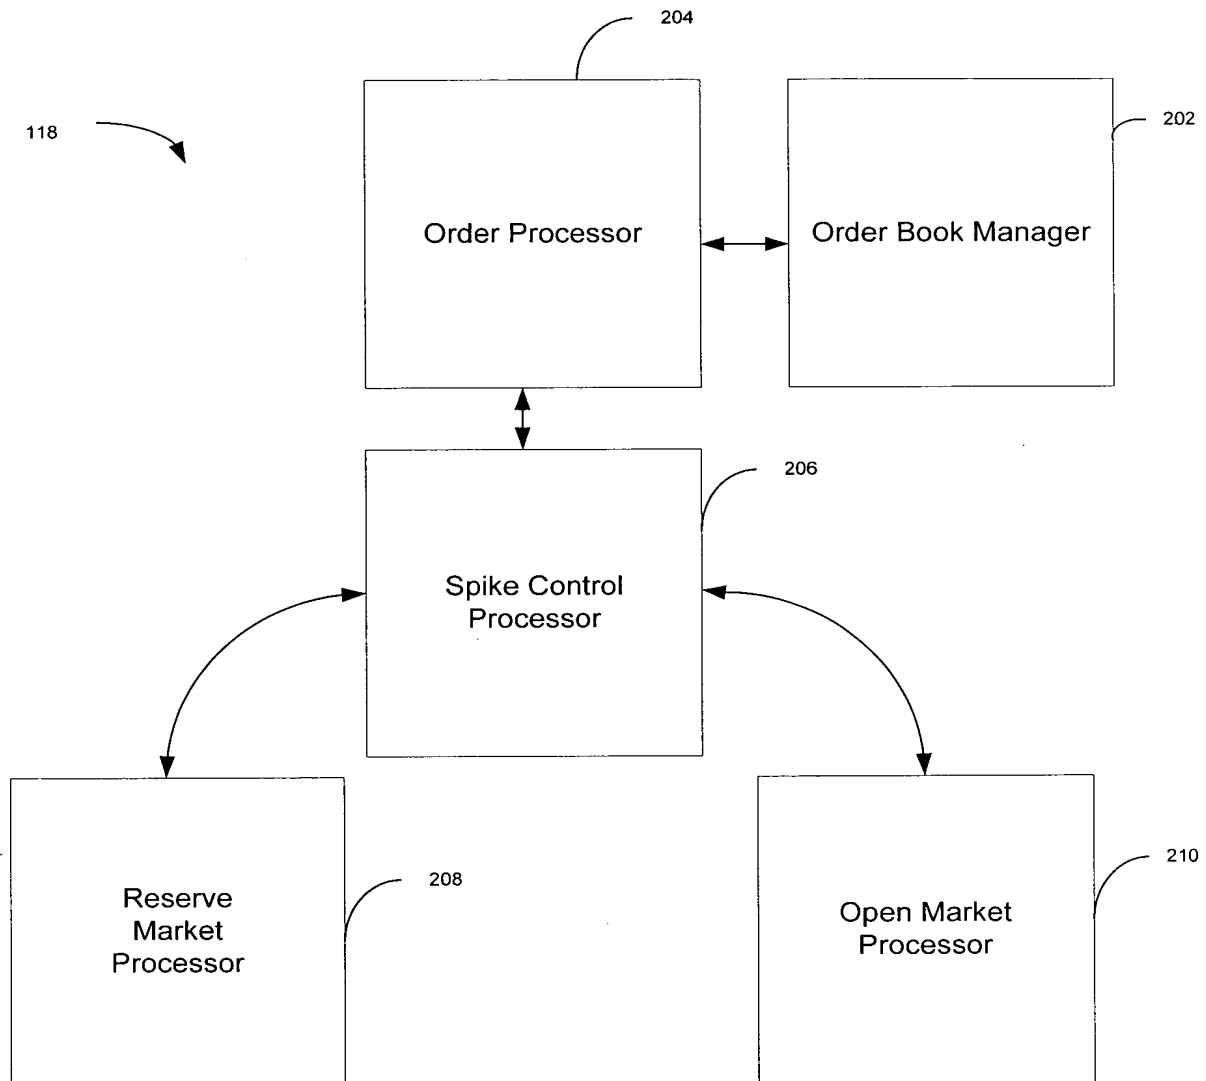 204
118
202
Order Processor
Order Book Manager
206
Spike Control
Processor
208
210
Reserve
Market
Processor
Open Market
Processor